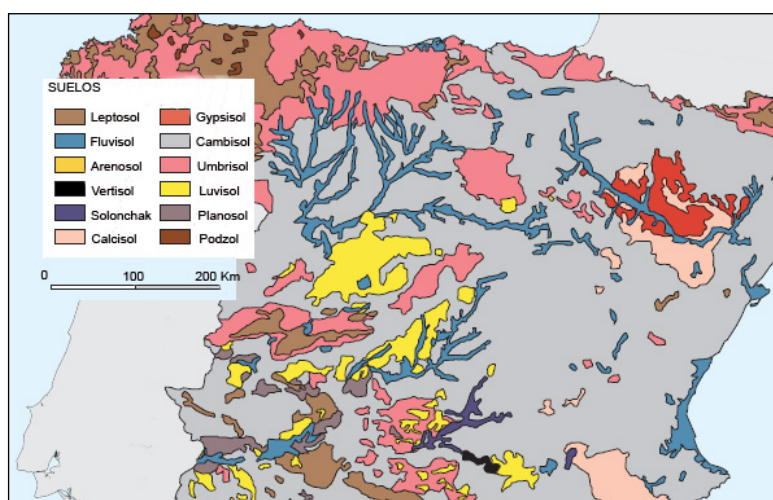 SUELOS
Leptosol Gypsisol
Fluvisol Cambisol
Arenosol Umbrisol
Vertisol Luvisol
Solonchak Planosol
Calcisol Podzol
0 100 200 Km